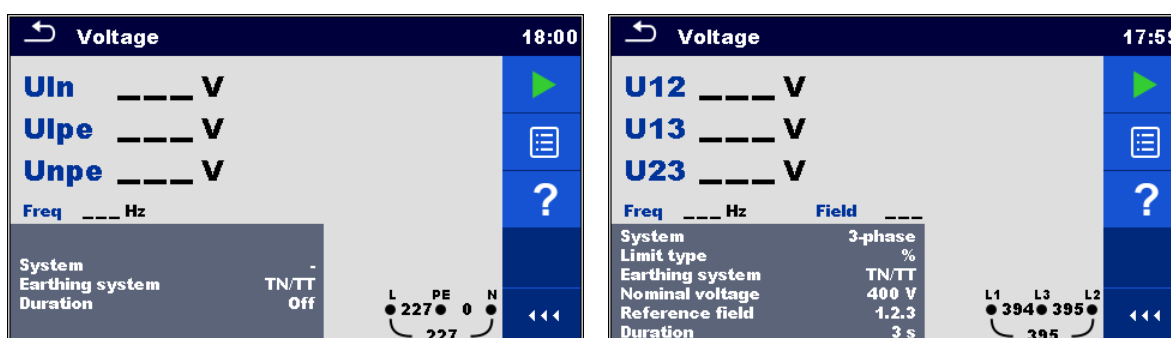 Voltage 18:00
Uln ___ V
Ulpe ___ V
Unpe ___ V
Freq ___ Hz
System -
Earthing system TN/TT
Duration Off
L PE N
227 0
227
?
Voltage 17:59
U12 ___ V
U13 ___ V
U23 ___ V
Freq ___ Hz Field ___
System 3-phase
Limit type %
Earthing system TN/TT
Nominal voltage 400 V
Reference field 1.2.3
Duration 3 s
L1 L3 L2
394 395
395
?